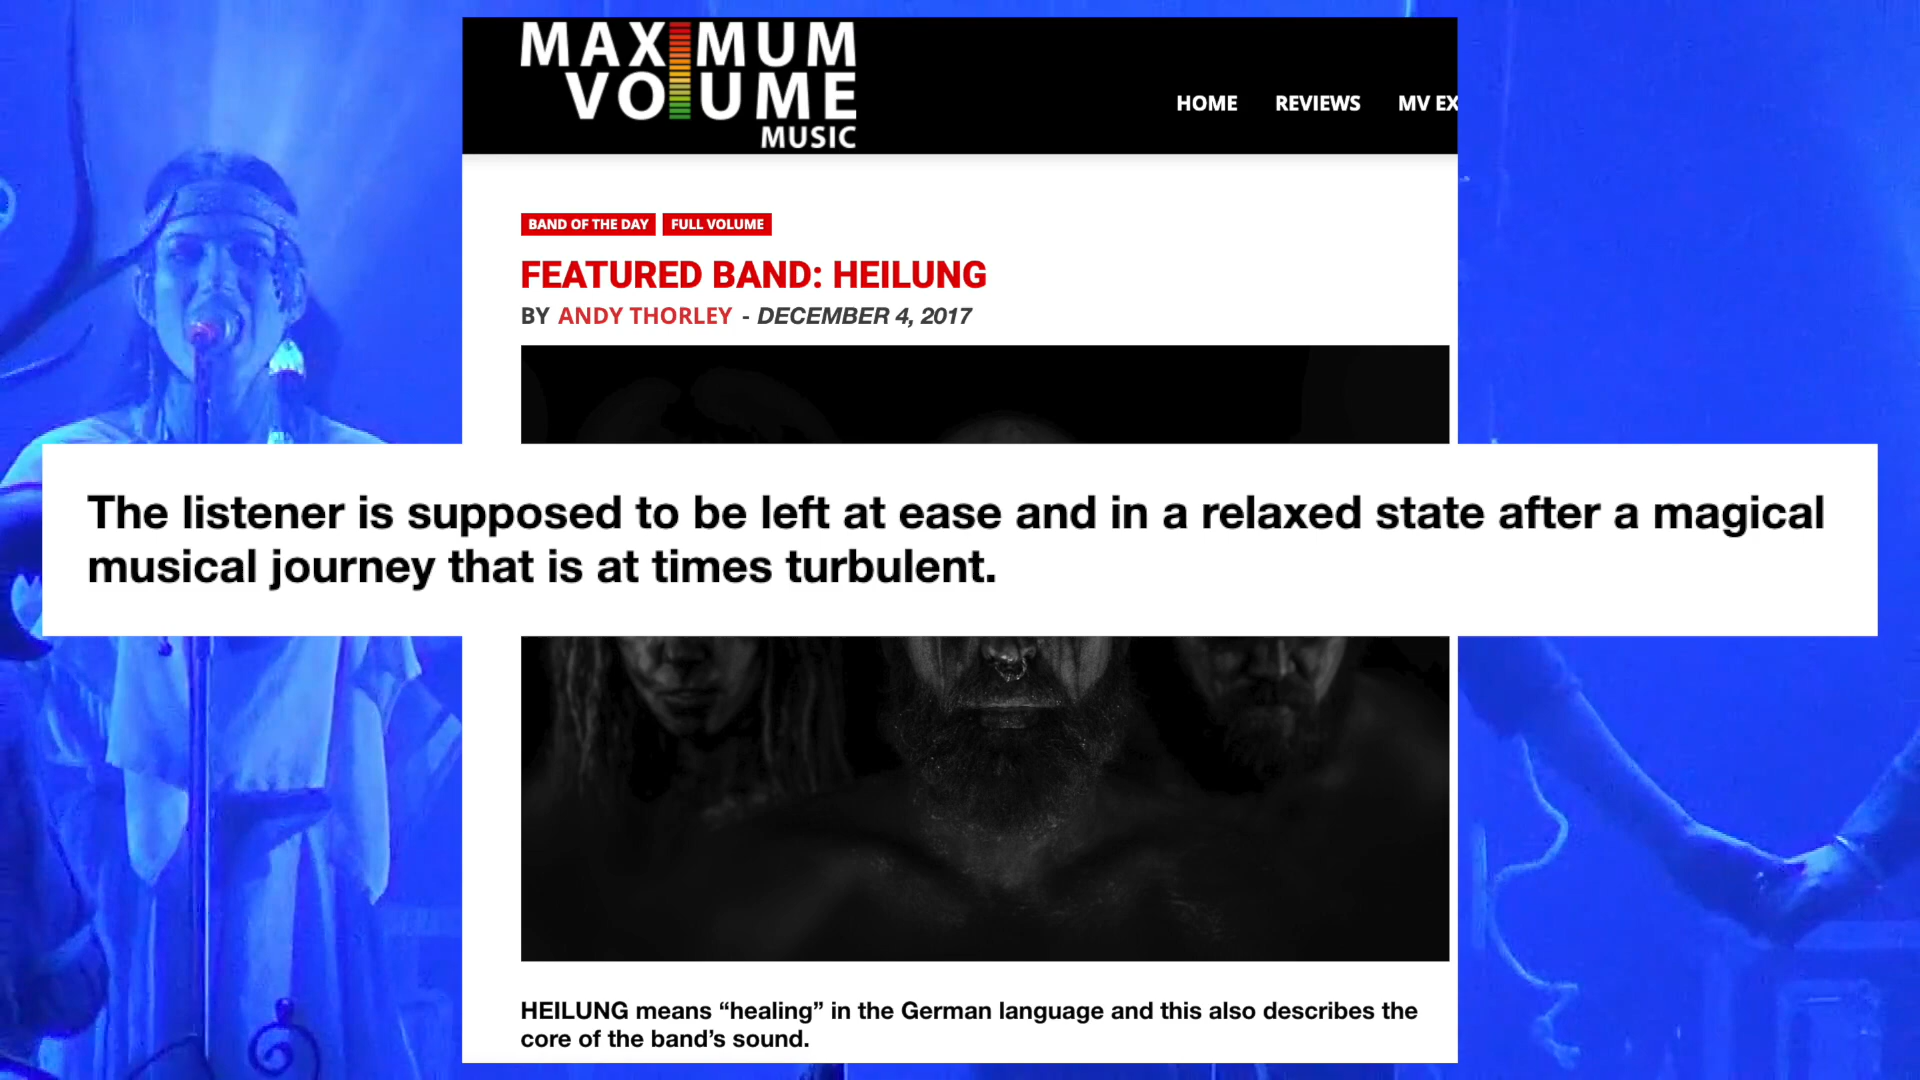 MAXIMUM
VOLUME
MUSIC
HOME REVIEWS MV EX
BAND OF THE DAY FULL VOLUME
FEATURED BAND: HEILUNG
BY ANDY THORLEY - DECEMBER 4, 2017
The listener is supposed to be left at ease and in a relaxed state after a magical
musical journey that is at times turbulent.
HEILUNG means “healing” in the German language and this also describes the
core of the band’s sound.